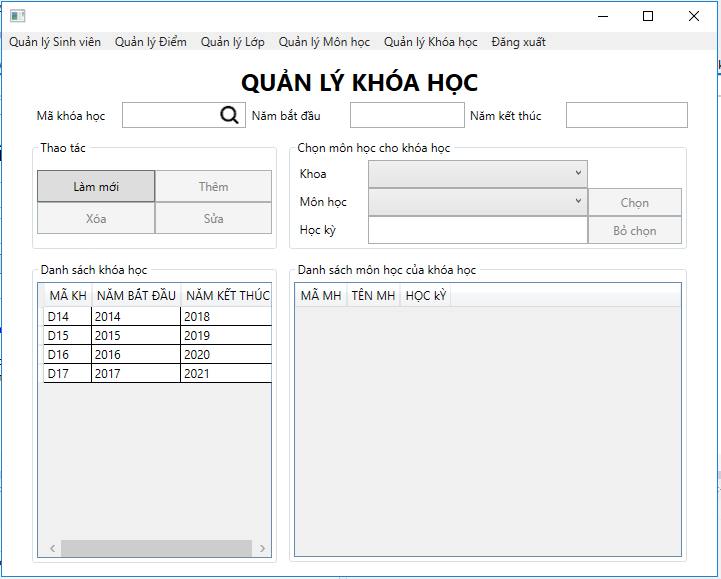 Quản lý Sinh viên Quản lý Điểm Quản lý Lớp Quản lý Môn học Quản lý Khóa học Đăng xuất
QUẢN LÝ KHÓA HỌC
Mã khóa học Năm bắt đầu Năm kết thúc
Thao tác
Làm mới Thêm
Xóa Sửa
Chọn môn học cho khóa học
Khoa
Môn học Chọn
Học kỳ Bỏ chọn
Danh sách khóa học
MÃ KH NĂM BẮT ĐẦU NĂM KẾT THÚC
D14 2014 2018
D15 2015 2019
D16 2016 2020
D17 2017 2021
Danh sách môn học của khóa học
MÃ MH TÊN MH HỌC kỲ